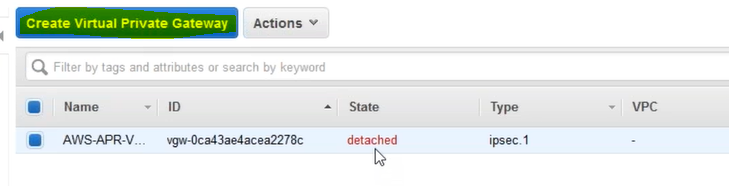 Create Virtual Private Gateway Actions
Filter by tags and attributes or search by keyword
Name ID State Type VPC
AWS-APR-V... vgw-0ca43ae4acea2278c detached ipsec.1 -